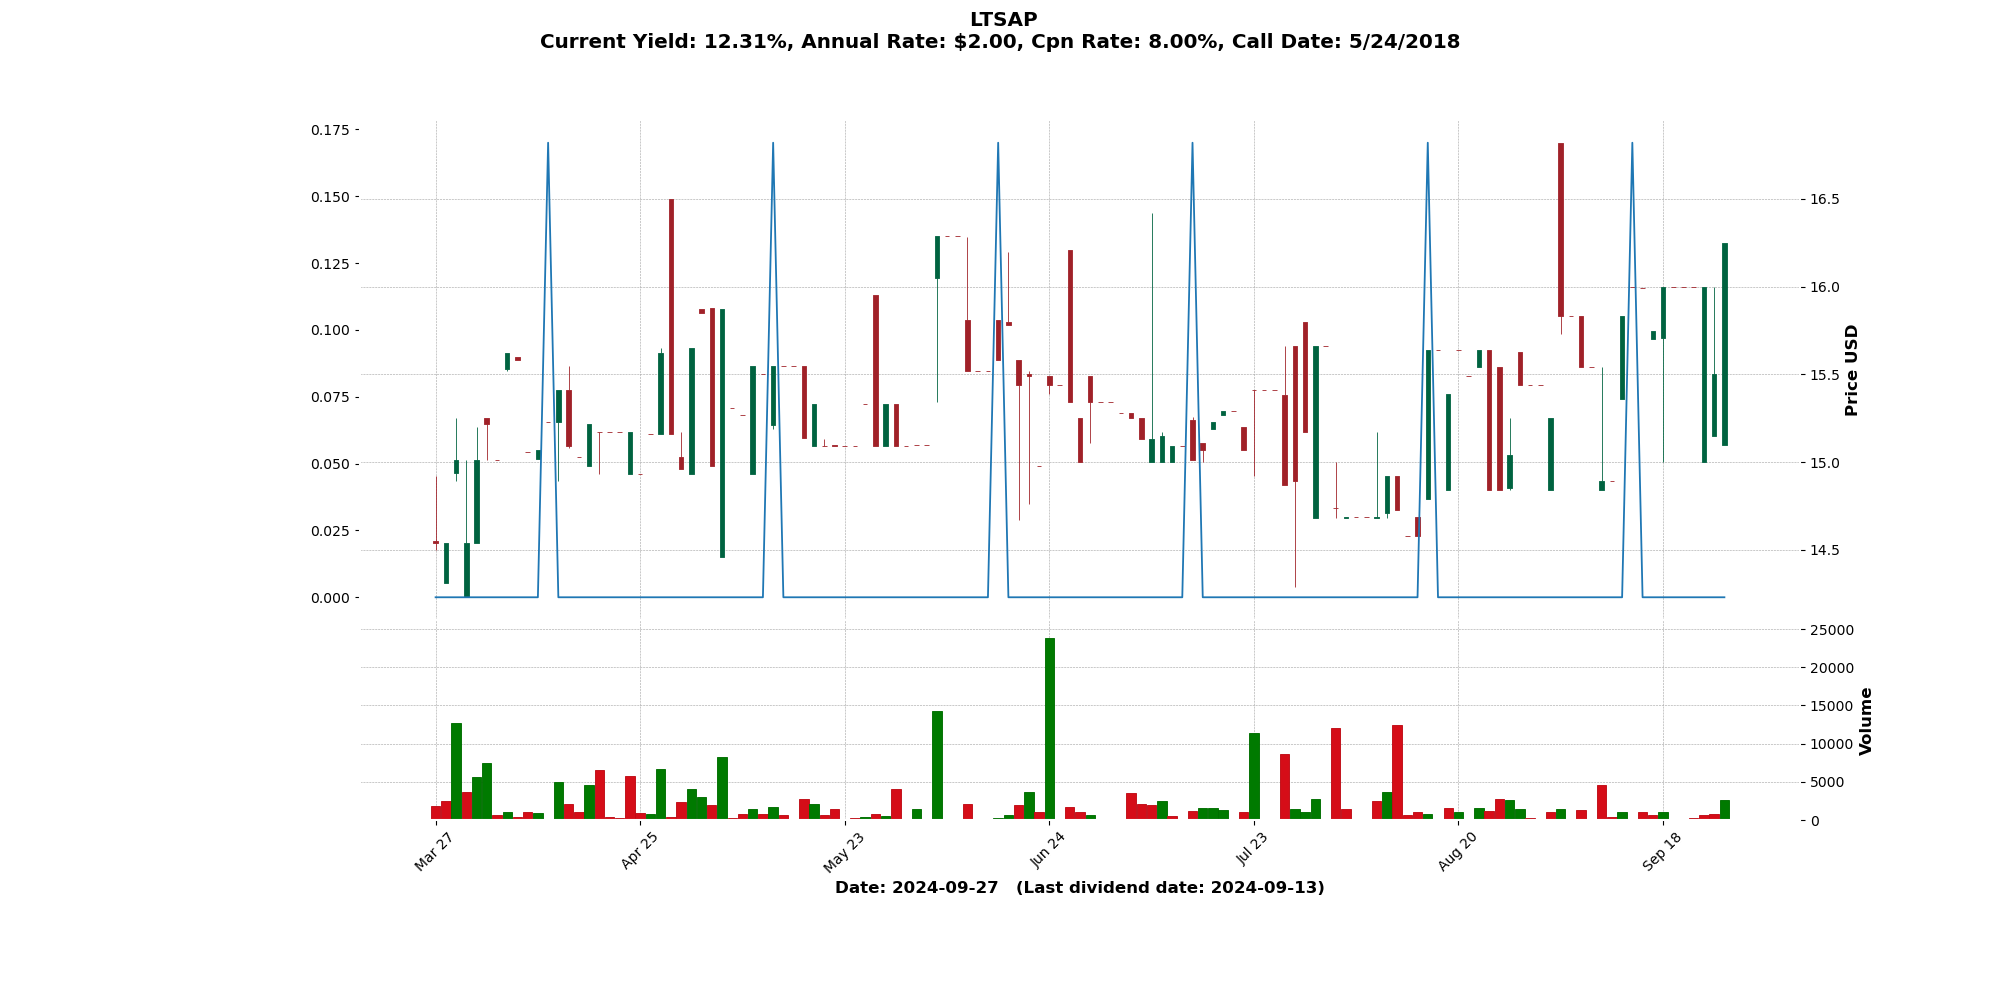 LTSAP
Current Yield: 12.31%, Annual Rate: $2.00, Cpn Rate: 8.00%, Call Date: 5/24/2018
0.175
0.150
0.125
0.100
0.075
0.050
0.025
0.000
16.5
16.0
15.5
15.0
14.5
Price USD
25000
20000
15000
10000
5000
0
Volume
Mar 27
Apr 25
May 23
Jun 24
Jul 23
Aug 20
Sep 18
Date: 2024-09-27 (Last dividend date: 2024-09-13)